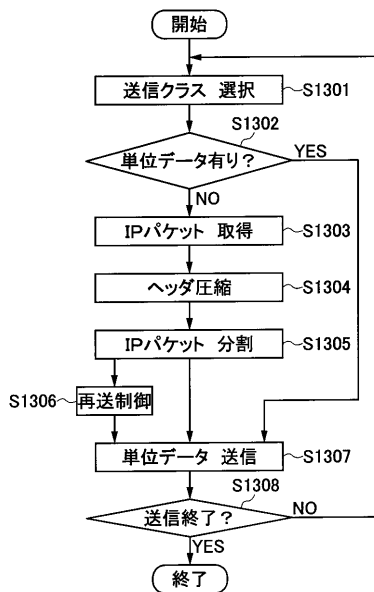 開始
送信クラス 選択
S1301
S1302
単位データ有り?
YES
NO
IPパケット 取得
S1303
ヘッダ圧縮
S1304
IPパケット 分割
S1305
S1306
再送制御
単位データ 送信
S1307
S1308
送信終了?
NO
YES
終了